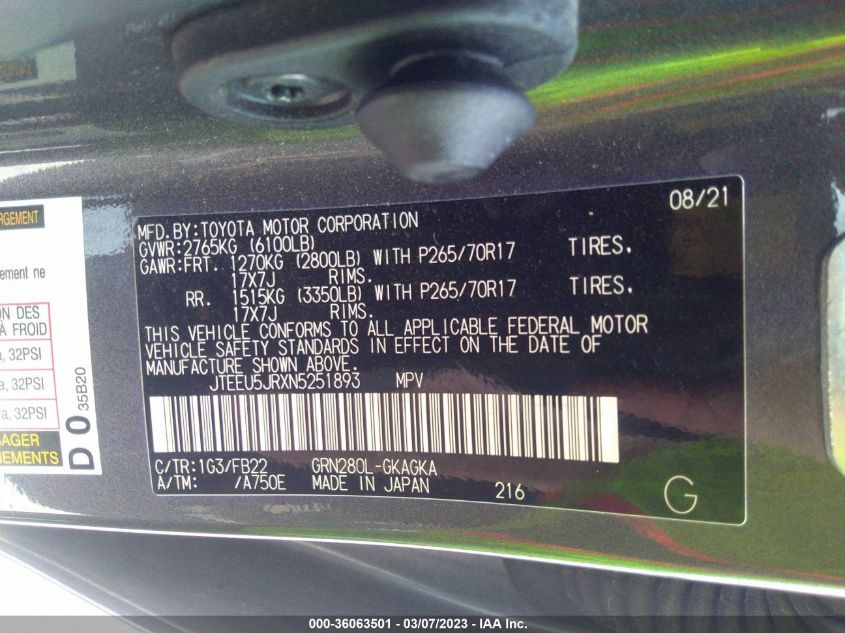 08/21
MFD.BY:TOYOTA MOTOR CORPORATION
GVWR:2765KG (6100LB)
GAWR:FRT. 1270KG (2800LB) WITH P265/70R17 TIRES.
17X7J RIMS.
RR. 1515KG (3350LB) WITH P265/70R17 TIRES.
17X7J RIMS.
THIS VEHICLE CONFORMS TO ALL APPLICABLE FEDERAL MOTOR
VEHICLE SAFETY STANDARDS IN EFFECT ON THE DATE OF
MANUFACTURE SHOWN ABOVE.
JTEEU5JRXN5251893 MPV
C/TR:1G3/FB22 GRN280L-GKAGKA
A/TM: /A750E MADE IN JAPAN 216
G
ne
DES
À FROID
32PSI
32PSI
32PSI
D 0 35B20
000-36063501 - 03/07/2023 - IAA Inc.